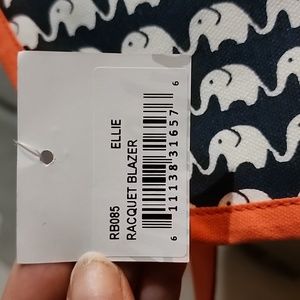 ELLIE
RB085
RACQUET BLAZER
6 11138 31657 6